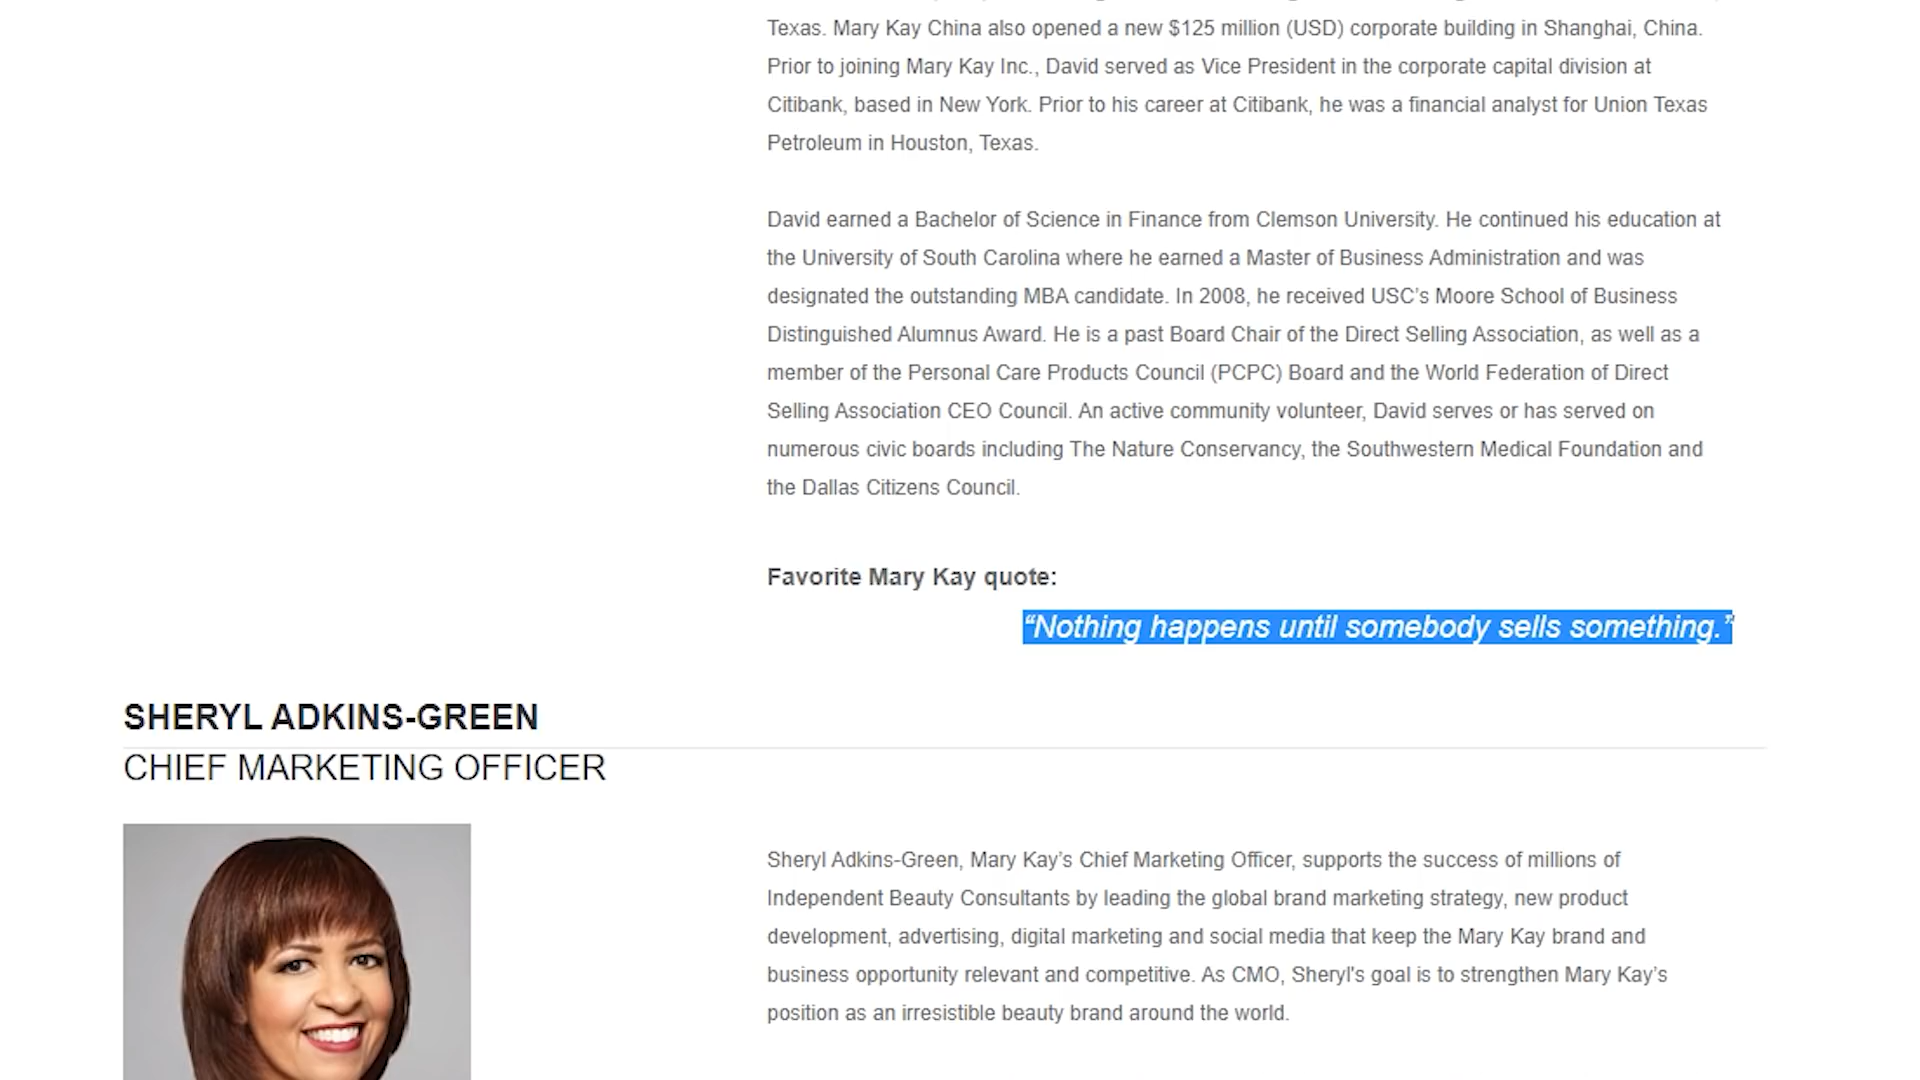 Texas. Mary Kay China also opened a new $125 million (USD) corporate building in Shanghai, China.
Prior to joining Mary Kay Inc., David served as Vice President in the corporate capital division at
Citibank, based in New York. Prior to his career at Citibank, he was a financial analyst for Union Texas
Petroleum in Houston, Texas.
David earned a Bachelor of Science in Finance from Clemson University. He continued his education at
the University of South Carolina where he earned a Master of Business Administration and was
designated the outstanding MBA candidate. In 2008, he received USC’s Moore School of Business
Distinguished Alumnus Award. He is a past Board Chair of the Direct Selling Association, as well as a
member of the Personal Care Products Council (PCPC) Board and the World Federation of Direct
Selling Association CEO Council. An active community volunteer, David serves or has served on
numerous civic boards including The Nature Conservancy, the Southwestern Medical Foundation and
the Dallas Citizens Council.
Favorite Mary Kay quote:
“Nothing happens until somebody sells something.”
SHERYL ADKINS-GREEN
CHIEF MARKETING OFFICER
Sheryl Adkins-Green, Mary Kay’s Chief Marketing Officer, supports the success of millions of
Independent Beauty Consultants by leading the global brand marketing strategy, new product
development, advertising, digital marketing and social media that keep the Mary Kay brand and
business opportunity relevant and competitive. As CMO, Sheryl's goal is to strengthen Mary Kay’s
position as an irresistible beauty brand around the world.